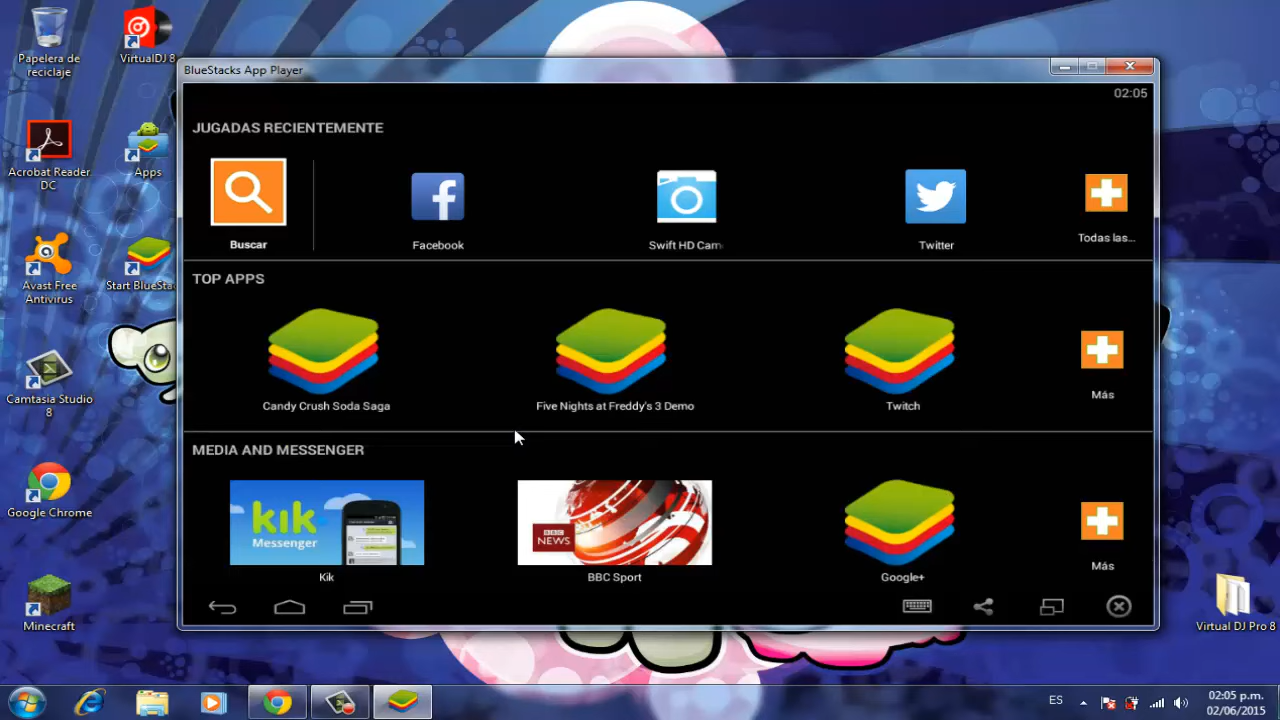 Papelera de
reciclaje
VirtualDJ 8
Acrobat Reader
DC
Apps
Avast Free
Antivirus
Start BlueStac
Camtasia Studio
8
Google Chrome
Minecraft
Virtual DJ Pro 8
BlueStacks App Player
02:05
JUGADAS RECIENTEMENTE
Buscar
Facebook
Swift HD Cam
Twitter
Todas las...
TOP APPS
Candy Crush Soda Saga
Five Nights at Freddy's 3 Demo
Twitch
Más
MEDIA AND MESSENGER
kik
Messenger
Kik
BBC
NEWS
BBC Sport
Google+
Más
ES
02:05 p.m.
02/06/2015